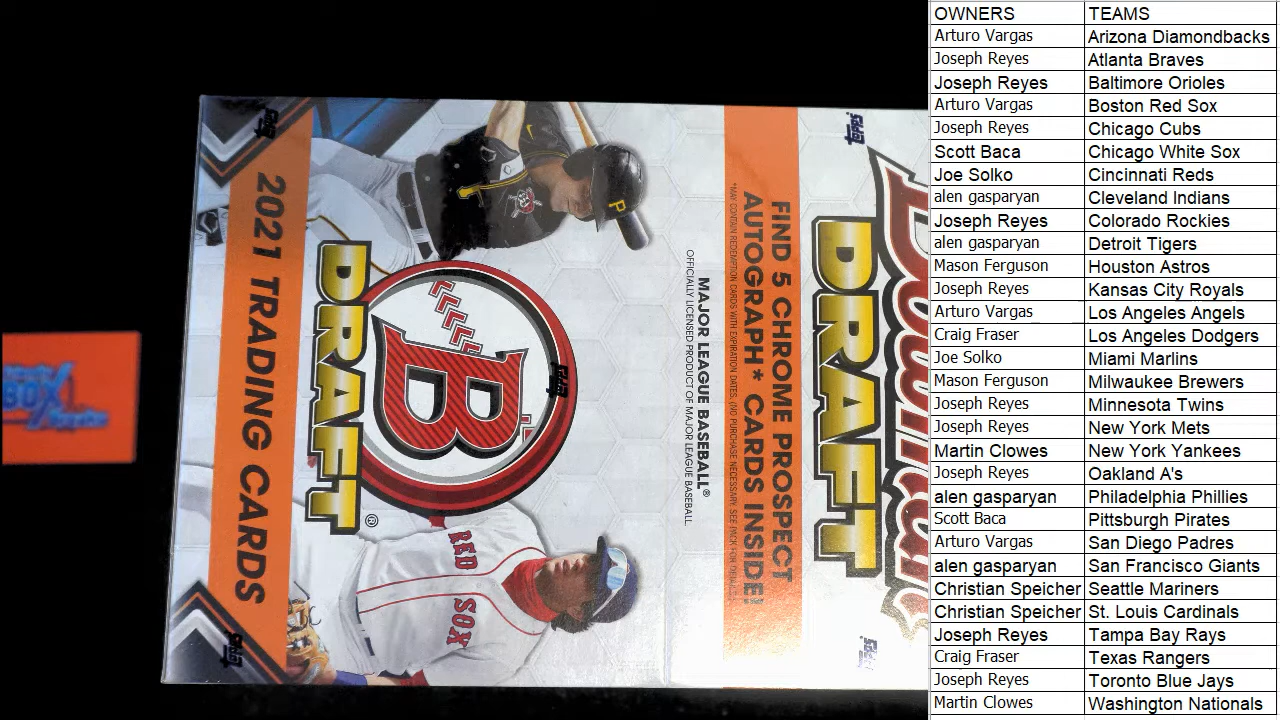 OWNERS TEAMS
Arturo Vargas Arizona Diamondbacks
Joseph Reyes Atlanta Braves
Joseph Reyes Baltimore Orioles
Arturo Vargas Boston Red Sox
Joseph Reyes Chicago Cubs
Scott Baca Chicago White Sox
Joe Solko Cincinnati Reds
alen gasparyan Cleveland Indians
Joseph Reyes Colorado Rockies
alen gasparyan Detroit Tigers
Mason Ferguson Houston Astros
Joseph Reyes Kansas City Royals
Arturo Vargas Los Angeles Angels
Craig Fraser Los Angeles Dodgers
Joe Solko Miami Marlins
Mason Ferguson Milwaukee Brewers
Joseph Reyes Minnesota Twins
Joseph Reyes New York Mets
Martin Clowes New York Yankees
Joseph Reyes Oakland A's
alen gasparyan Philadelphia Phillies
Scott Baca Pittsburgh Pirates
Arturo Vargas San Diego Padres
alen gasparyan San Francisco Giants
Christian Speicher Seattle Mariners
Christian Speicher St. Louis Cardinals
Joseph Reyes Tampa Bay Rays
Craig Fraser Texas Rangers
Joseph Reyes Toronto Blue Jays
Martin Clowes Washington Nationals
Topps
Topps
Bowman
DRAFT
FIND 5 CHROME PROSPECT
AUTOGRAPH* CARDS INSIDE!
MAJOR LEAGUE BASEBALL®
OFFICIALLY LICENSED PRODUCT OF MAJOR LEAGUE BASEBALL
P
RED SOX
Topps
B
DRAFT®
2021 TRADING CARDS
Topps
Topps
BOX